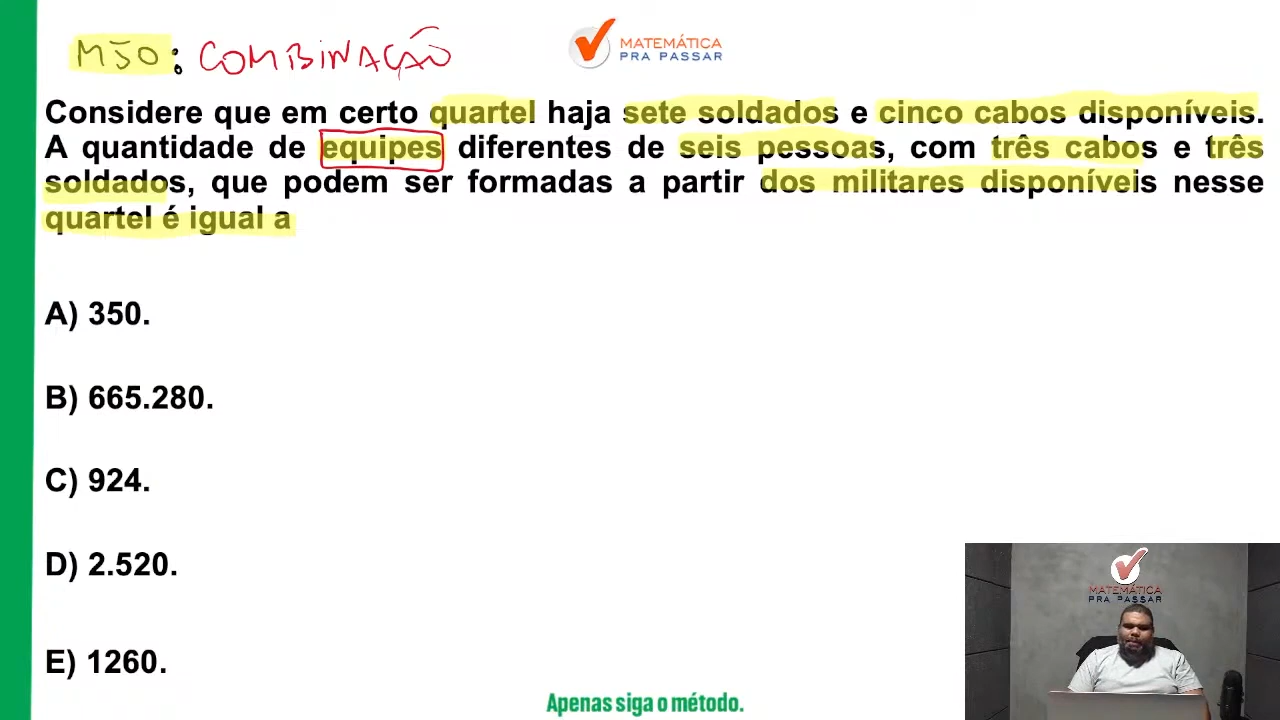 MJO: COMBINAÇÃO
MATEMÁTICA
PRA PASSAR
Considere que em certo quartel haja sete soldados e cinco cabos disponíveis.
A quantidade de equipes diferentes de seis pessoas, com três cabos e três
soldados, que podem ser formadas a partir dos militares disponíveis nesse
quartel é igual a
A) 350.
B) 665.280.
C) 924.
D) 2.520.
E) 1260.
MATEMÁTICA
PRA PASSAR
Apenas siga o método.